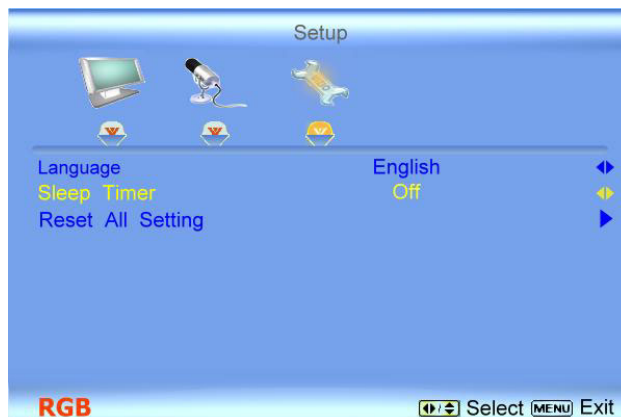 Setup
Language English
Sleep Timer Off
Reset All Setting
RGB Select MENU Exit